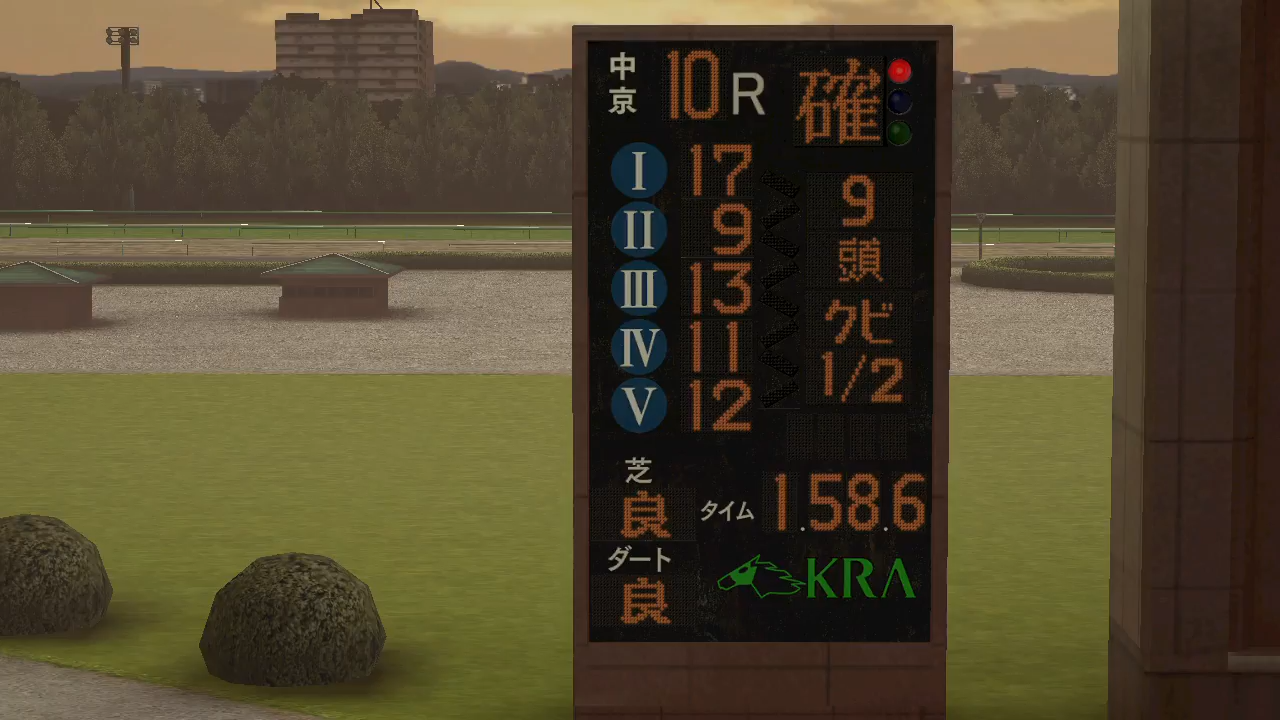 中京 10 R 確
I 17
II 9
9
III 13
頭
IV 11
クビ
V 12
1/2
芝
良 タイム 1.58.6
ダート
良
KRA